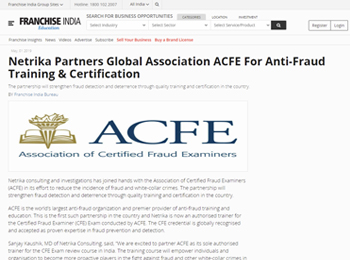 Franchise India Group Sites
Hotline: 1800 102 2007
Follow Us:
FRANCHISE INDIA
Education
SEARCH FOR BUSINESS OPPORTUNITIES
CATEGORIES
LOCATION
INVESTMENT
Select Industry
Select Sector
Select Service
Register
Login
Franchise Insights
News
Videos
Subscribe
Sell Your Business
Buy a Brand License
Netrika Partners Global Association ACFE For Anti-Fraud
Training & Certification
The partnership will strengthen fraud detection and deterrence through quality training and certification in the country
BY Franchise India Bureau
ACFE
Association of Certified Fraud Examiners
Netrika consulting and investigations has joined hands with the Association of Certified Fraud Examiners
(ACFE) in its effort to reduce the incidence of fraud and white-collar crimes. The partnership will
strengthen fraud detection and deterrence through quality training and certification in the country.
ACFE is the world's largest anti-fraud organization and premier provider of anti-fraud training and
education. This is the first such partnership in the country and Netrika is now an authorised trainer for
the Certified Fraud Examiner (CFE) Exam conducted by ACFE. The CFE credential is globally recognised
and accepted as proven expertise in fraud prevention and detection.
Sanjay Kaushik, MD of Netrika Consulting, said, "We are excited to partner ACFE as its sole authorised
trainer for the CFE Exam review course in India. The training course will empower individuals and
organisation to become more proactive players in the fight against fraud and other white-collar crimes in